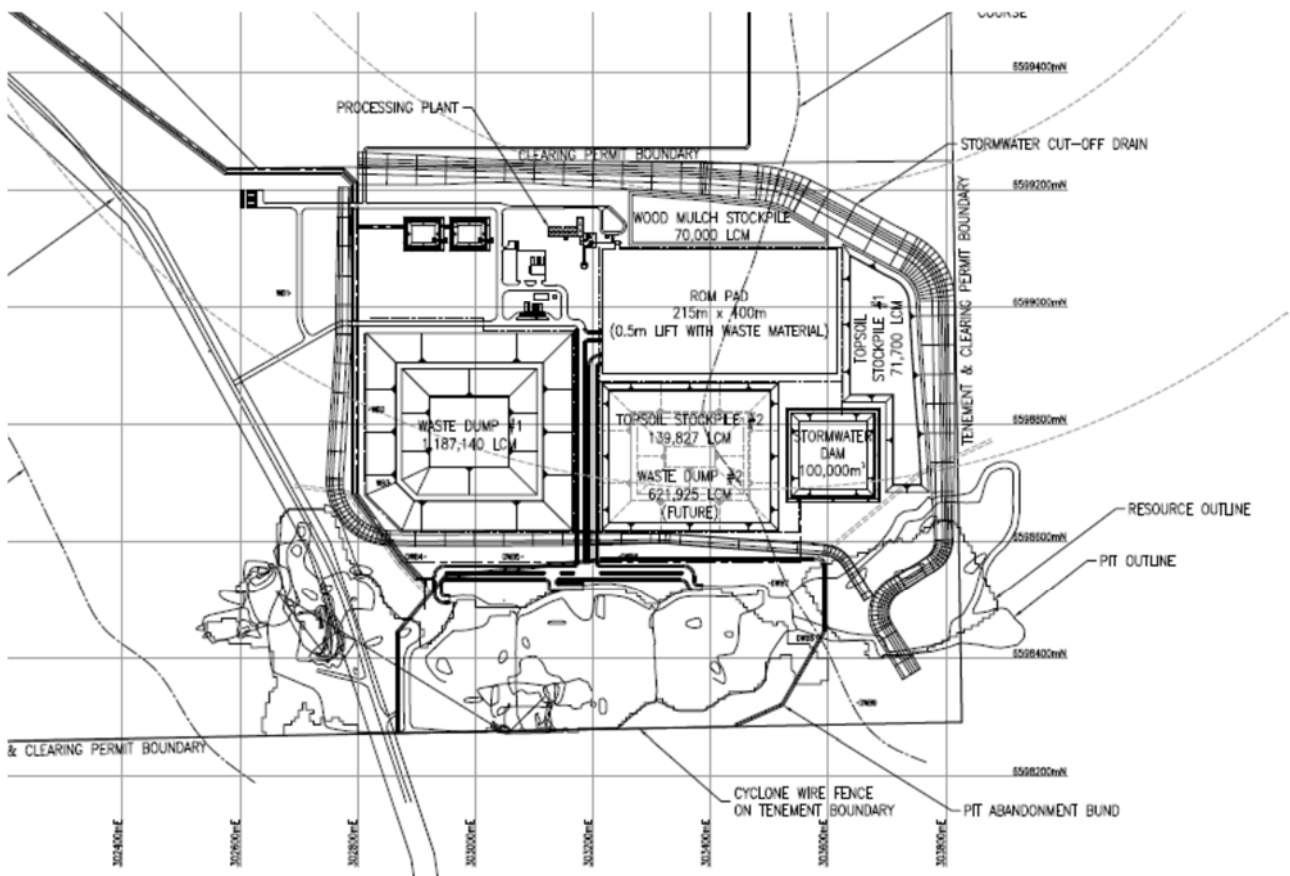 COURSE
6599400mN
PROCESSING PLANT
CLEARING PERMIT BOUNDARY
STORMWATER CUT-OFF DRAIN
6599200mN
WOOD MULCH STOCKPILE
70,000 LCM
TENEMENT & CLEARING PERMIT BOUNDARY
ROM PAD
215m x 400m
(0.5m LIFT WITH WASTE MATERIAL)
6599000mN
TOPSOIL
STOCKPILE #1
71,700 LCM
WASTE DUMP #1
1,187,140 LCM
TOPSOIL STOCKPILE #2
139,827 LCM
6598800mN
STORMWATER
DAM
100,000m³
WASTE DUMP #2
621,925 LCM
(FUTURE)
RESOURCE OUTLINE
6598600mN
PIT OUTLINE
6598400mN
& CLEARING PERMIT BOUNDARY
6598200mN
CYCLONE WIRE FENCE
ON TENEMENT BOUNDARY
PIT ABANDONMENT BUND
302400mE
302600mE
302800mE
303000mE
303200mE
303400mE
303600mE
303800mE